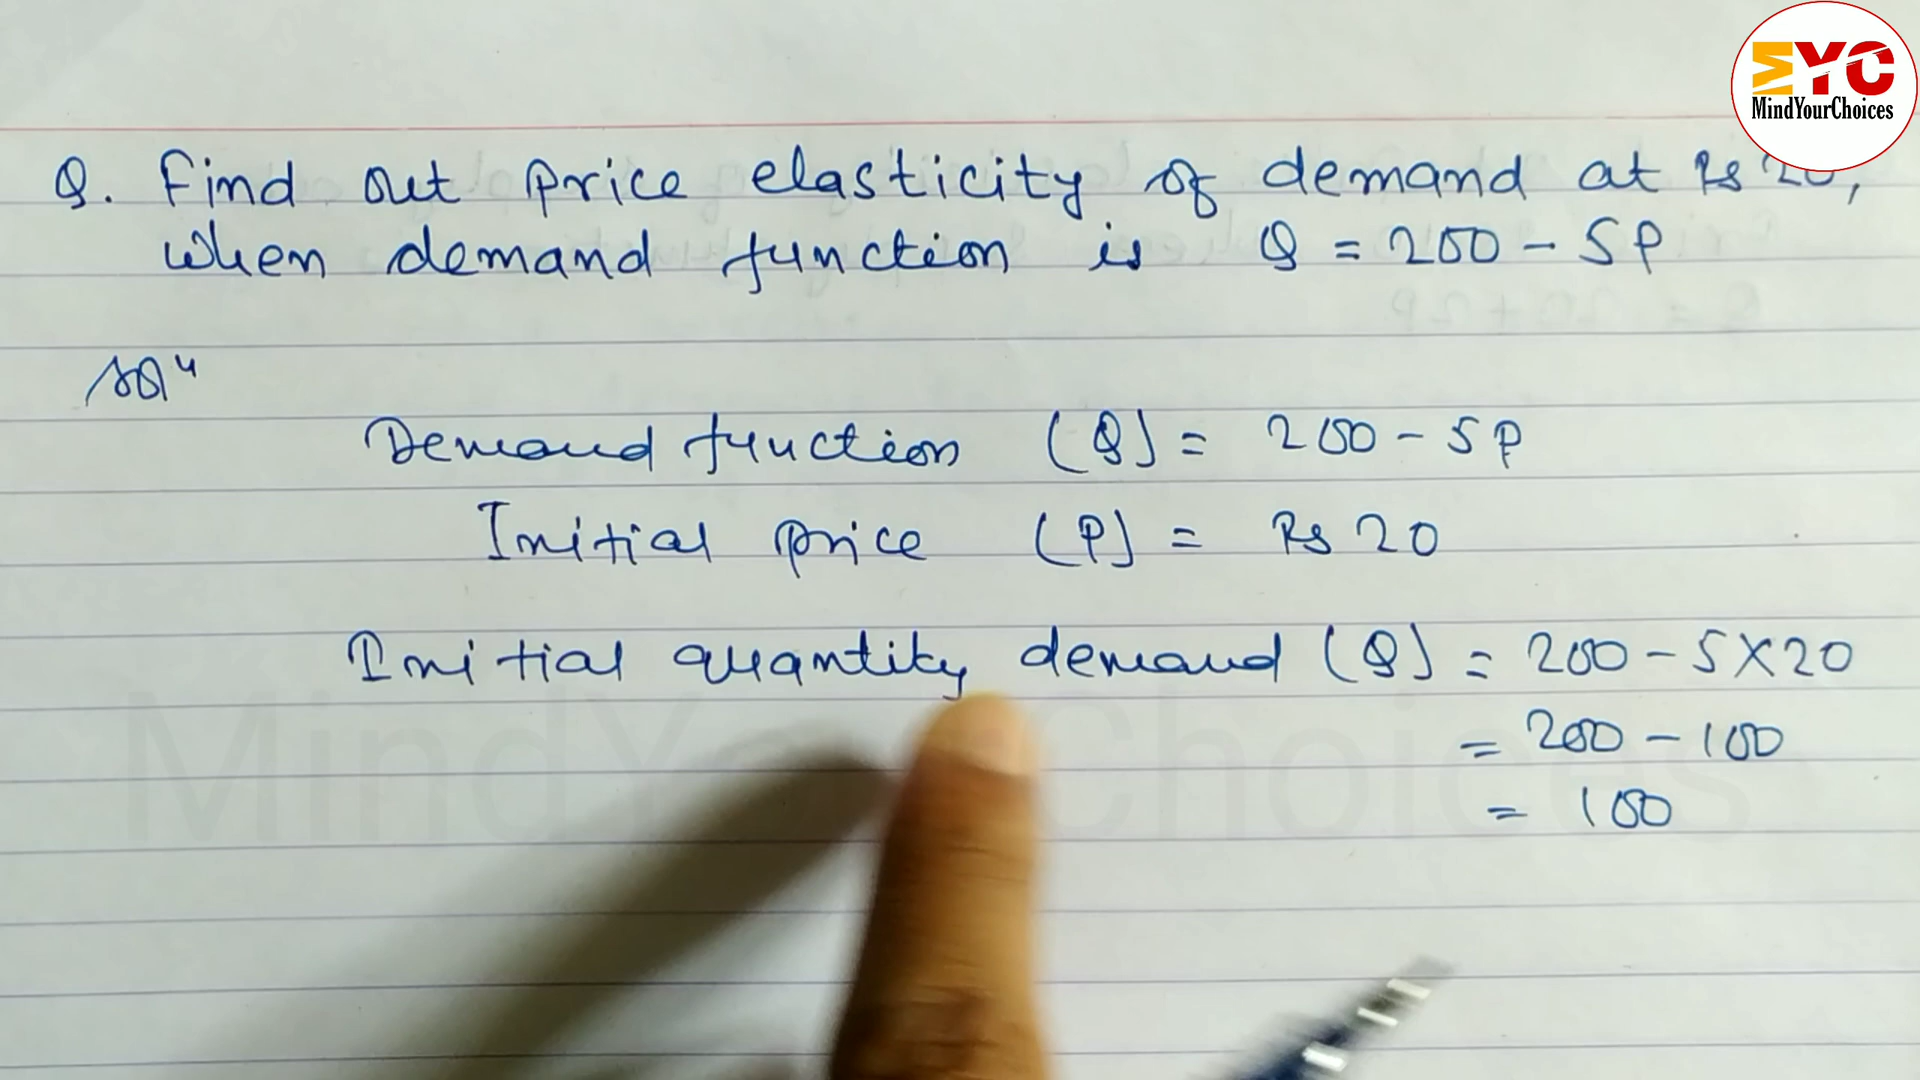 MYC
MindYourChoices
Q. Find out price elasticity of demand at Rs 20,
when demand function is Q = 200 - 5P
Solⁿ
Demand function (Q) = 200 - 5P
Initial price (P) = Rs 20
Initial quantity demand (Q) = 200 - 5X20
= 200 - 100
= 100
MindYourChoices